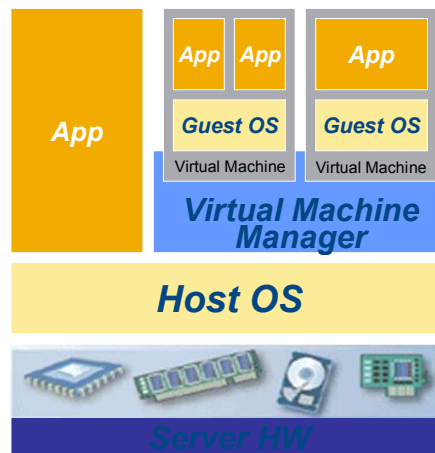 App
App
App
App
Guest OS
Guest OS
Virtual Machine
Virtual Machine
Virtual Machine
Manager
Host OS
Server HW